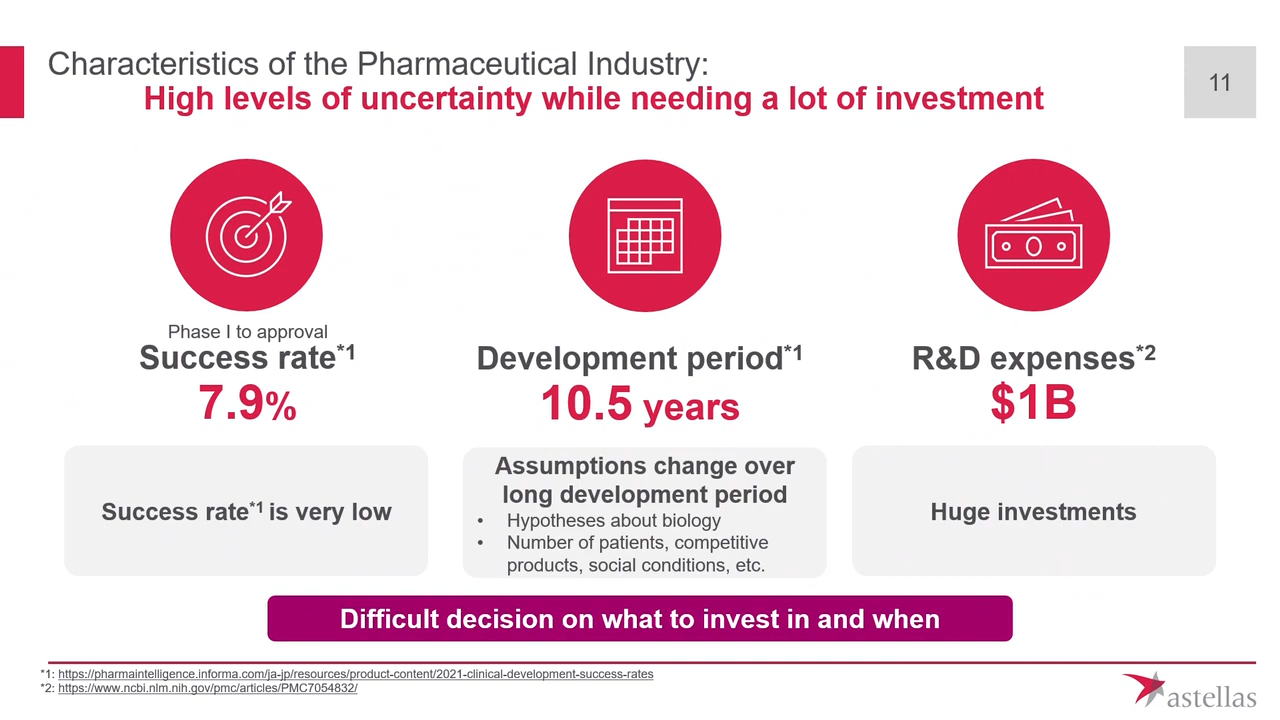 Characteristics of the Pharmaceutical Industry:
High levels of uncertainty while needing a lot of investment
11
Phase I to approval
Success rate*1
7.9%
Success rate*1 is very low
Development period*1
10.5 years
Assumptions change over
long development period
• Hypotheses about biology
• Number of patients, competitive
products, social conditions, etc.
R&D expenses*2
$1B
Huge investments
Difficult decision on what to invest in and when
*1: https://pharmaintelligence.informa.com/ja-jp/resources/product-content/2021-clinical-development-success-rates
*2: https://www.ncbi.nlm.nih.gov/pmc/articles/PMC7054832/
astellas